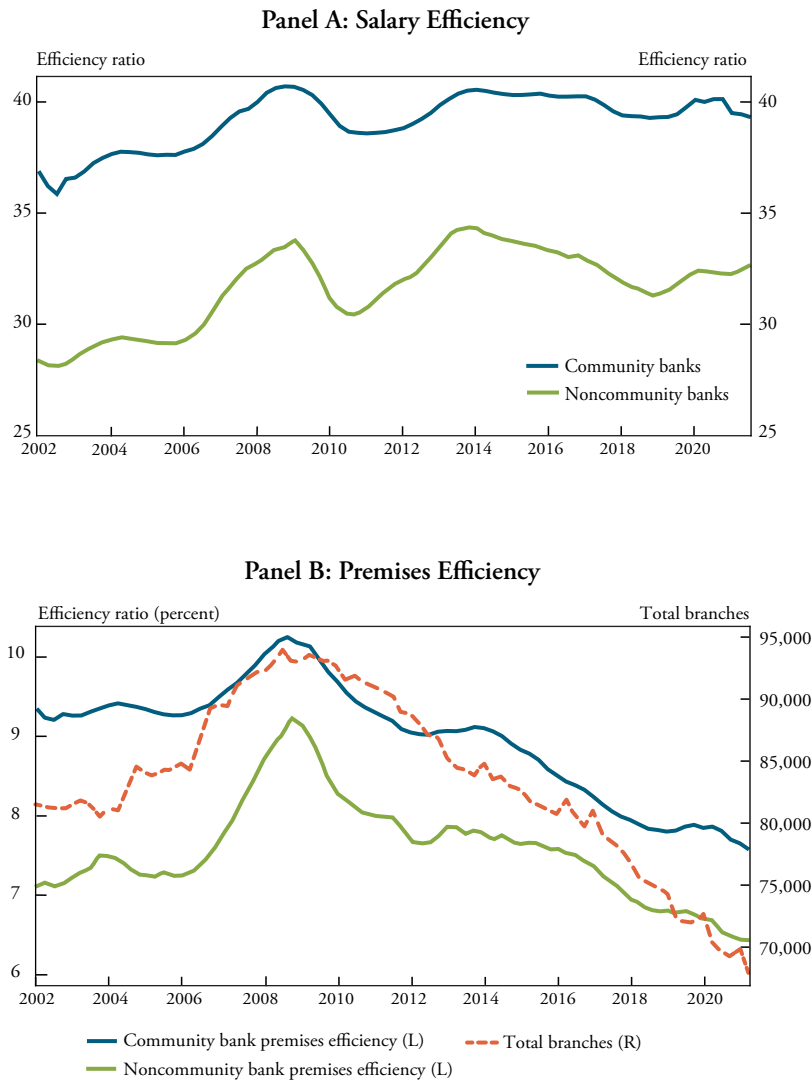 Panel A: Salary Efficiency
Efficiency ratio Efficiency ratio
40 40
35 35
30 30
Community banks
Noncommunity banks
25 25
2002 2004 2006 2008 2010 2012 2014 2016 2018 2020
Panel B: Premises Efficiency
Efficiency ratio (percent) Total branches
10 95,000
9 90,000
8 85,000
7 80,000
6 75,000
70,000
2002 2004 2006 2008 2010 2012 2014 2016 2018 2020
Community bank premises efficiency (L) Total branches (R)
Noncommunity bank premises efficiency (L)